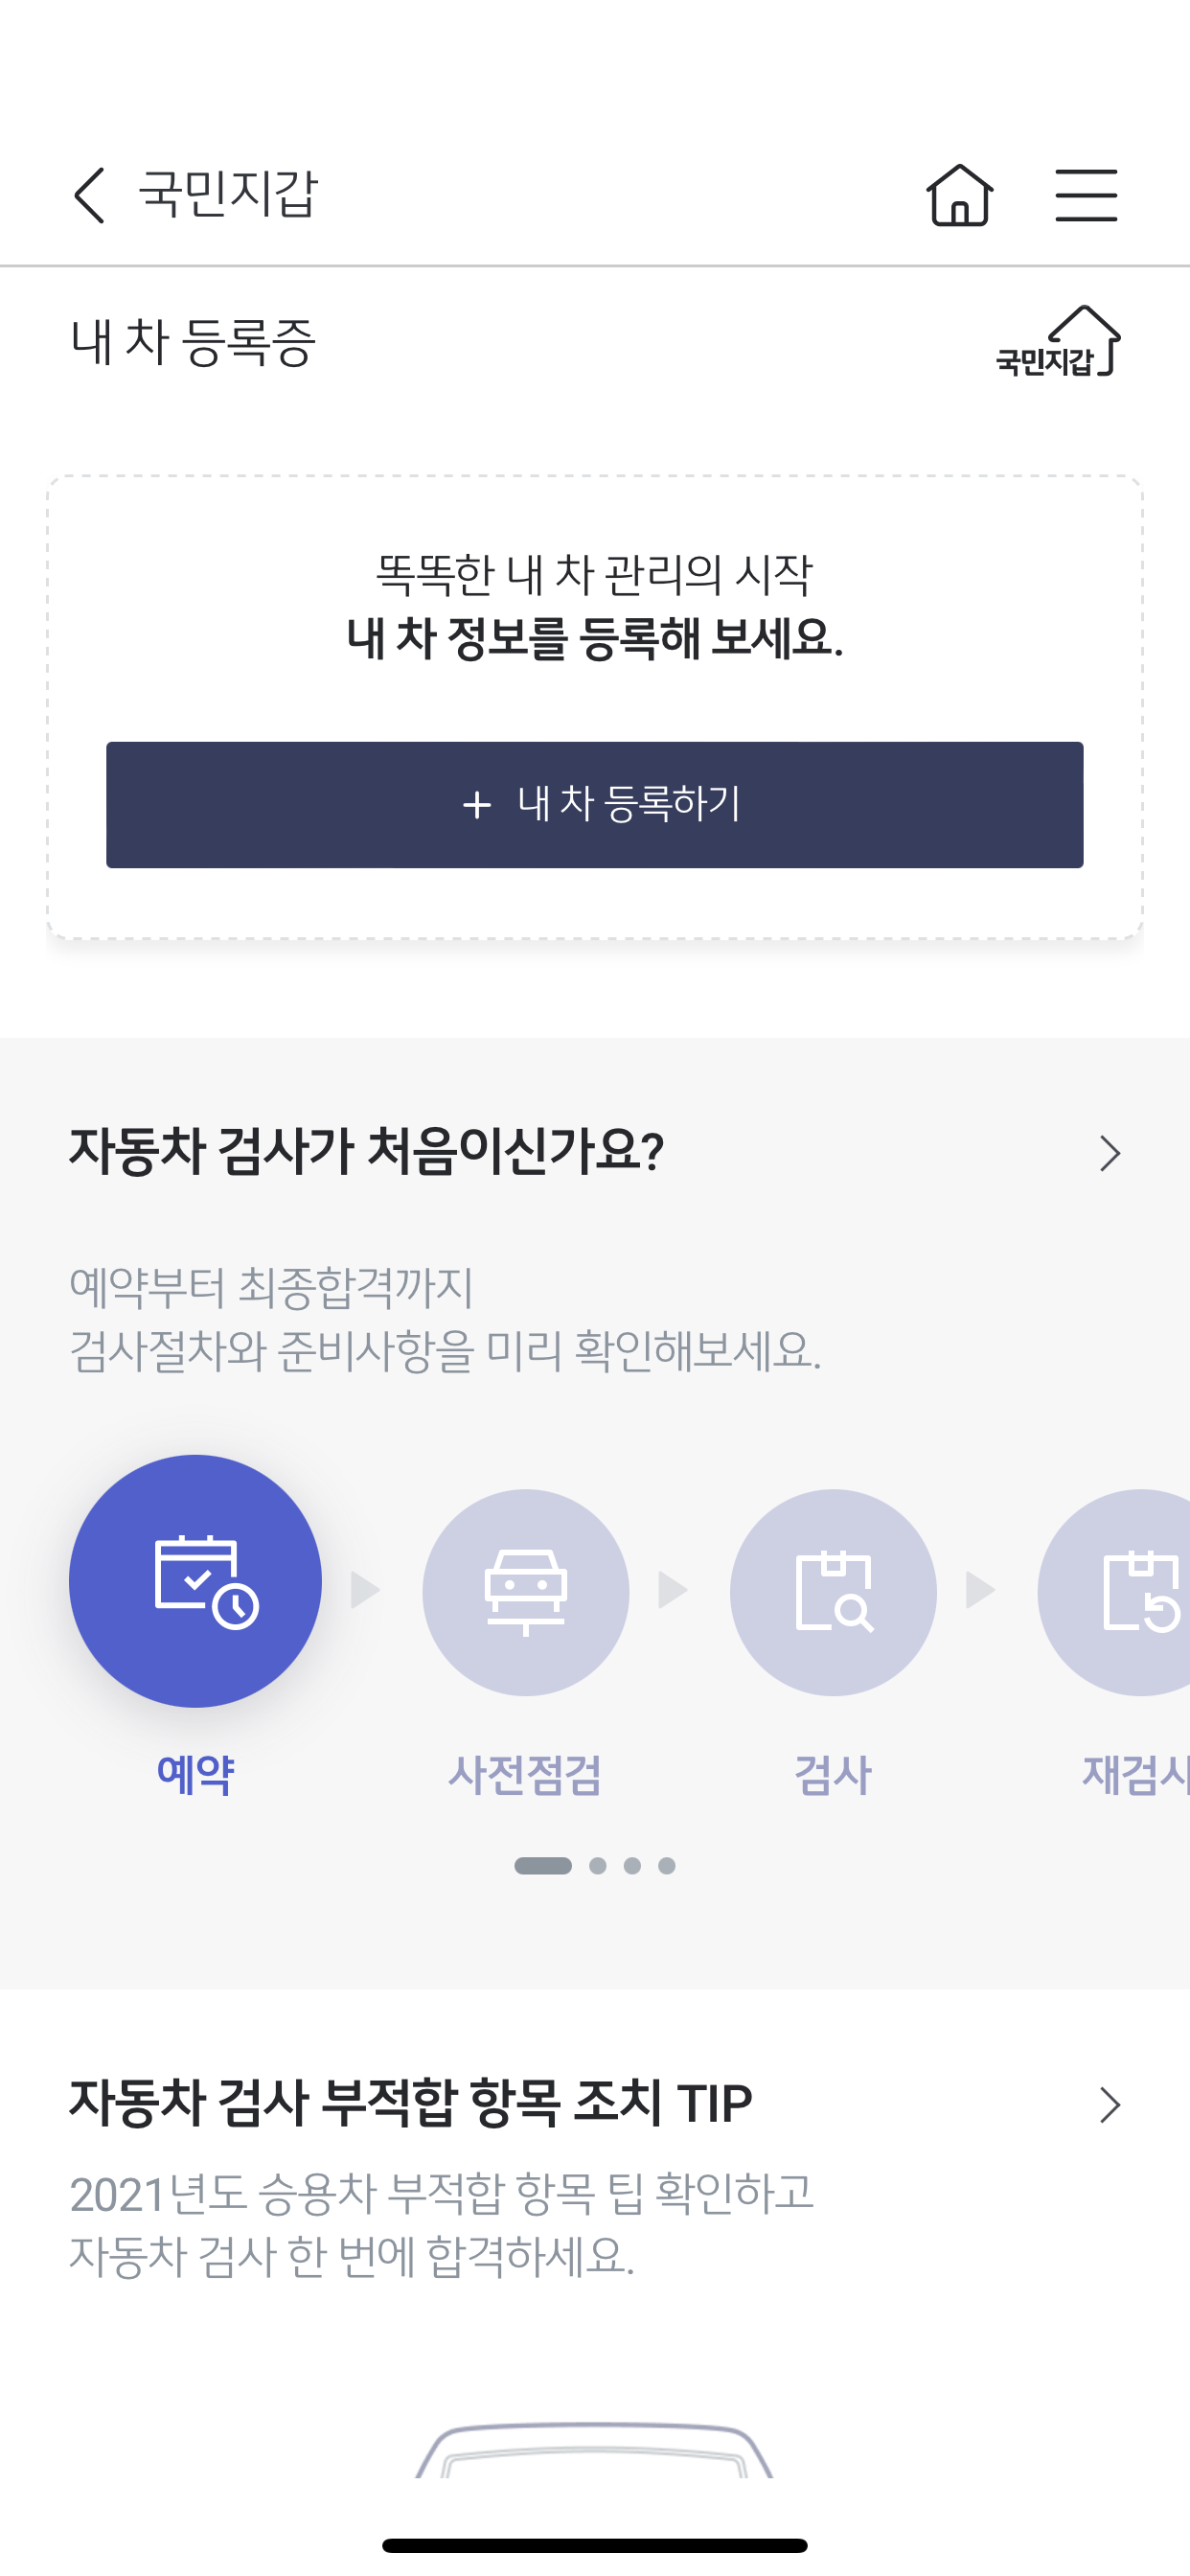 국민지갑
내 차 등록증
국민지갑
똑똑한 내 차 관리의 시작
내 차 정보를 등록해 보세요.
+ 내 차 등록하기
자동차 검사가 처음이신가요?
예약부터 최종합격까지
검사절차와 준비사항을 미리 확인해보세요.
예약
사전점검
검사
재검사
자동차 검사 부적합 항목 조치 TIP
2021년도 승용차 부적합 항목 팁 확인하고
자동차 검사 한 번에 합격하세요.